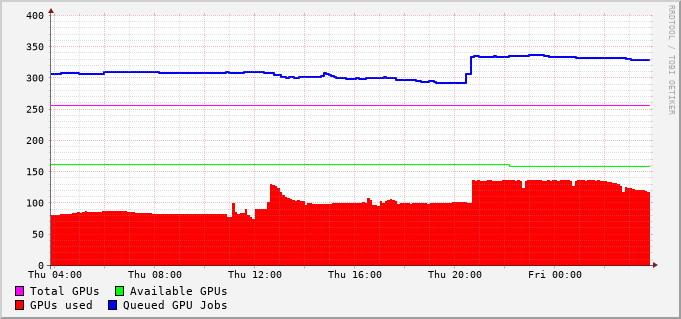 400
350
300
250
200
150
100
50
0
Thu 04:00 Thu 08:00 Thu 12:00 Thu 16:00 Thu 20:00 Fri 00:00
Total GPUs Available GPUs
GPUs used Queued GPU Jobs
RRDTOOL / TOBI OETIKER